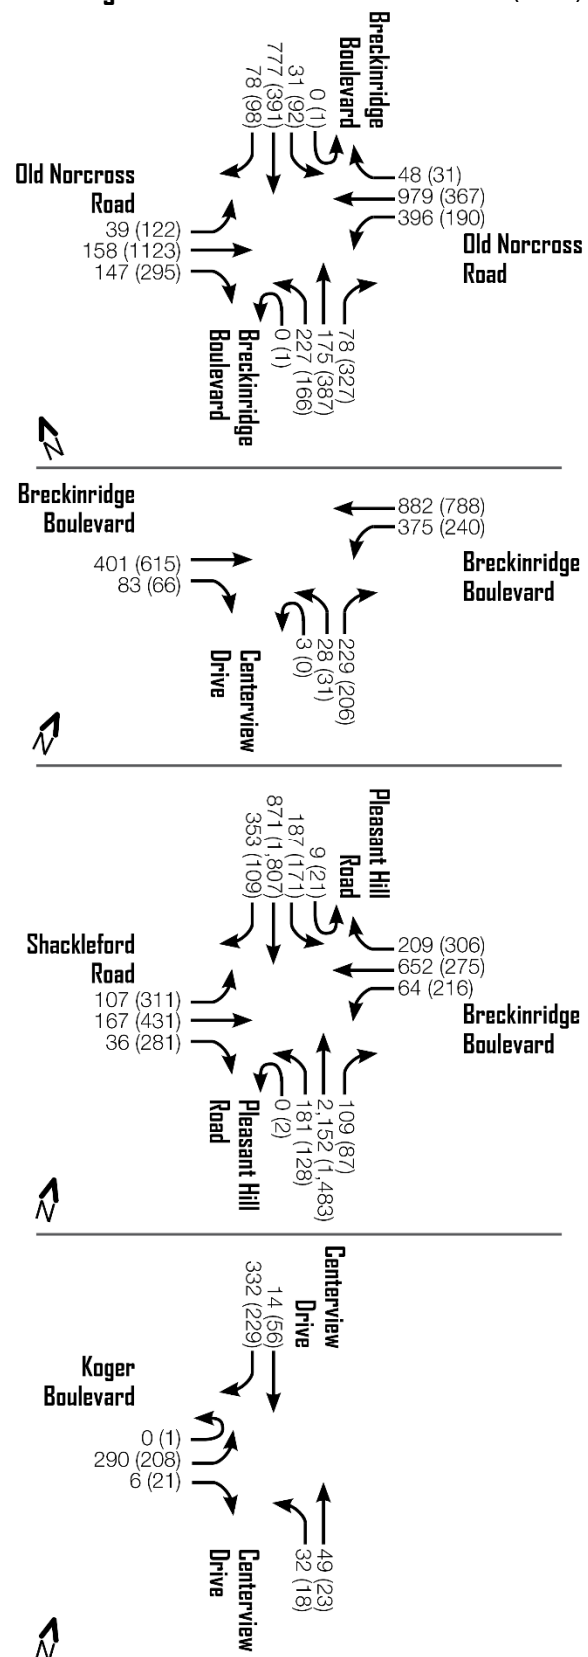 Breckinridge
Boulevard
0 (1)
31 (92)
777 (391)
78 (98)
Old Norcross
Road
39 (122)
158 (1123)
147 (295)
48 (31)
979 (367)
396 (190)
Old Norcross
Road
Breckinridge
Boulevard
78 (327)
175 (387)
227 (166)
0 (1)
N
Breckinridge
Boulevard
401 (615)
83 (66)
882 (788)
375 (240)
Breckinridge
Boulevard
Centerview
Drive
229 (206)
28 (31)
3 (0)
N
Pleasant Hill
Road
9 (21)
187 (171)
871 (1,807)
353 (109)
Shackleford
Road
107 (311)
167 (431)
36 (281)
209 (306)
652 (275)
64 (216)
Breckinridge
Boulevard
Pleasant Hill
Road
109 (87)
2,152 (1,483)
181 (128)
0 (2)
N
Centerview
Drive
14 (56)
332 (229)
Koger
Boulevard
0 (1)
290 (208)
6 (21)
Centerview
Drive
49 (23)
32 (18)
N